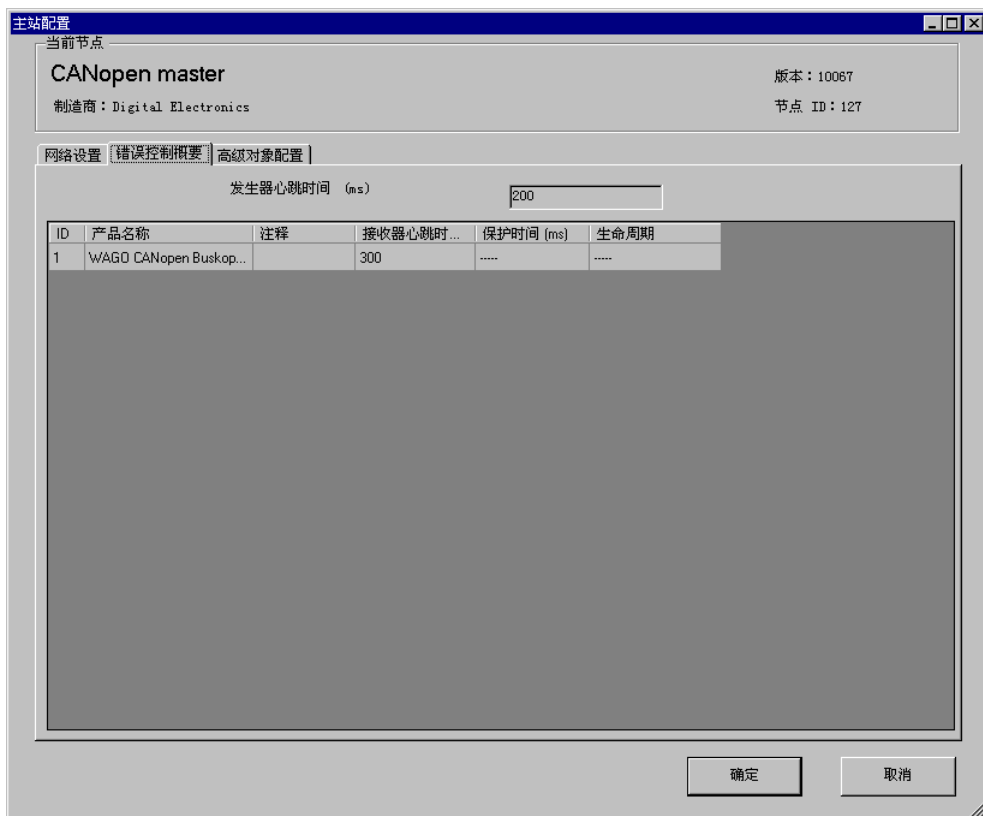 主站配置
当前节点
CANopen master
版本：10067
制造商：Digital Electronics
节点 ID：127
网络设置 错误控制概要 高级对象配置
发生器心跳时间 (ms) 200
ID 产品名称 注释 接收器心跳时... 保护时间 (ms) 生命周期
1 WAGO CANopen Buskop... 300 ----- -----
确定 取消